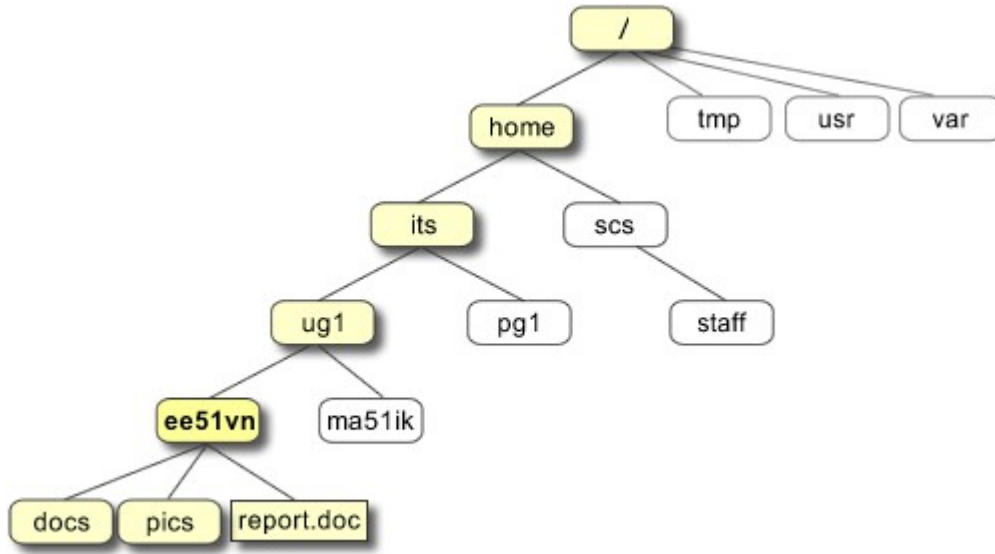 /
home
tmp
usr
var
its
scs
ug1
pg1
staff
ee51vn
ma51ik
docs
pics
report.doc